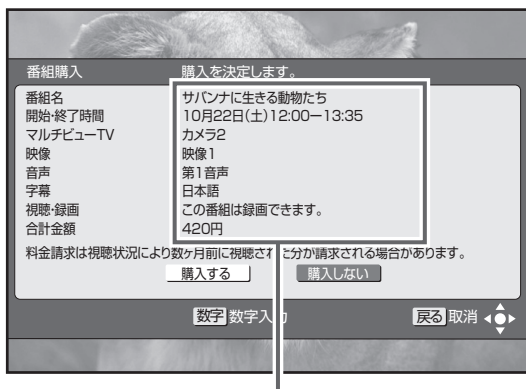 番組購入 購入を決定します。
番組名 サバンナに生きる動物たち
開始・終了時間 10月22日(土)12:00ー13:35
マルチビューTV カメラ2
映像 映像1
音声 第1音声
字幕 日本語
視聴・録画 この番組は録画できます。
合計金額 420円
料金請求は視聴状況により数ヶ月前に視聴された分が請求される場合があります。
購入する 購入しない
数字 数字入力 戻る 取消